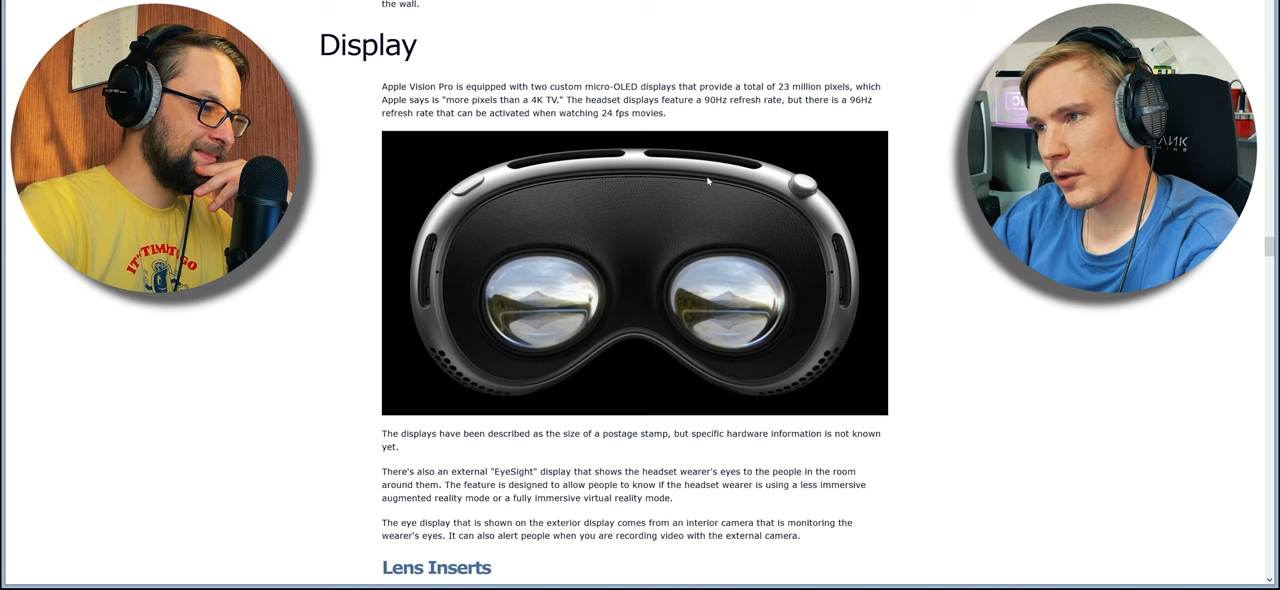 the wall.
Display
Apple Vision Pro is equipped with two custom micro-OLED displays that provide a total of 23 million pixels, which
Apple says is "more pixels than a 4K TV." The headset displays feature a 90Hz refresh rate, but there is a 96Hz
refresh rate that can be activated when watching 24 fps movies.
IT'S TIME TO GO
The displays have been described as the size of a postage stamp, but specific hardware information is not known
yet.
There's also an external "EyeSight" display that shows the headset wearer's eyes to the people in the room
around them. The feature is designed to allow people to know if the headset wearer is using a less immersive
augmented reality mode or a fully immersive virtual reality mode.
The eye display that is shown on the exterior display comes from an interior camera that is monitoring the
wearer's eyes. It can also alert people when you are recording video with the external camera.
Lens Inserts